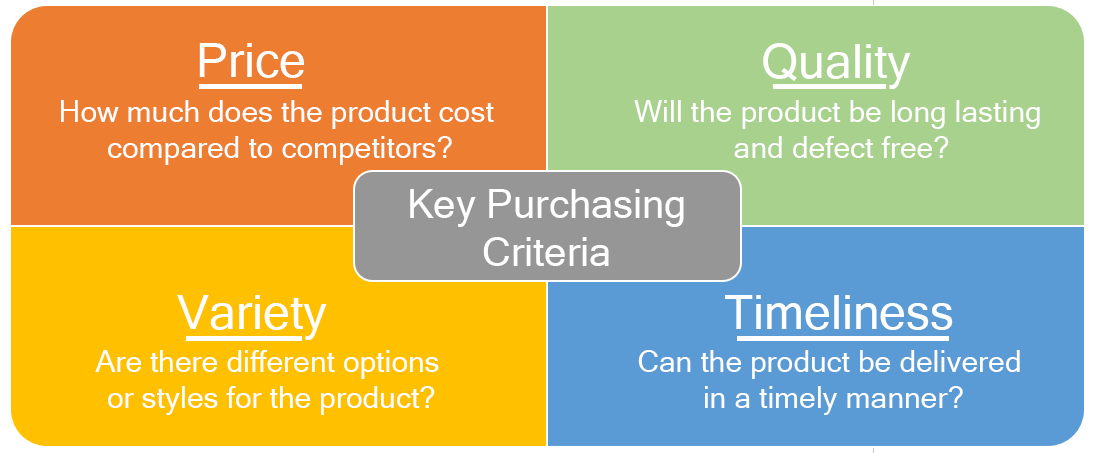 Price
How much does the product cost
compared to competitors?
Quality
Will the product be long lasting
and defect free?
Key Purchasing
Criteria
Variety
Are there different options
or styles for the product?
Timeliness
Can the product be delivered
in a timely manner?